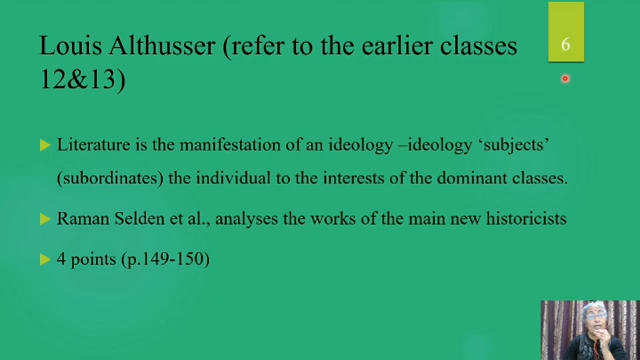 Louis Althusser (refer to the earlier classes
12&13)
6
Literature is the manifestation of an ideology –ideology ‘subjects’
(subordinates) the individual to the interests of the dominant classes.
Raman Selden et al., analyses the works of the main new historicists
4 points (p.149-150)